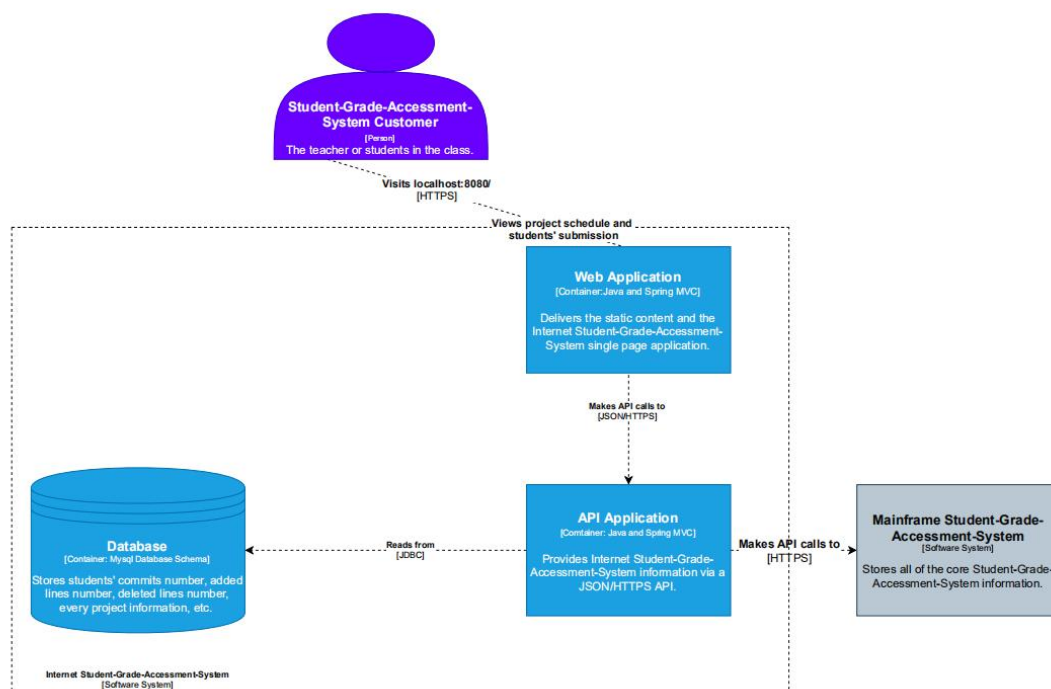 Student-Grade-Accessment-
System Customer
[Person]
The teacher or students in the class.
Visits localhost:8080/
[HTTPS]
Views project schedule and
students' submission
Web Application
[Container:Java and Spring MVC]
Delivers the static content and the
Internet Student-Grade-Accessment-
System single page application.
Makes API calls to
[JSON/HTTPS]
Database
[Container: Mysql Database Schema]
Stores students' commits number, added
lines number, deleted lines number,
every project information, etc.
Reads from
[JDBC]
API Application
[Container: Java and Spring MVC]
Provides Internet Student-Grade-
Accessment-System information via a
JSON/HTTPS API.
Makes API calls to
[HTTPS]
Mainframe Student-Grade-
Accessment-System
[Software System]
Stores all of the core Student-Grade-
Accessment-System information.
Internet Student-Grade-Accessment-System
[Software System]